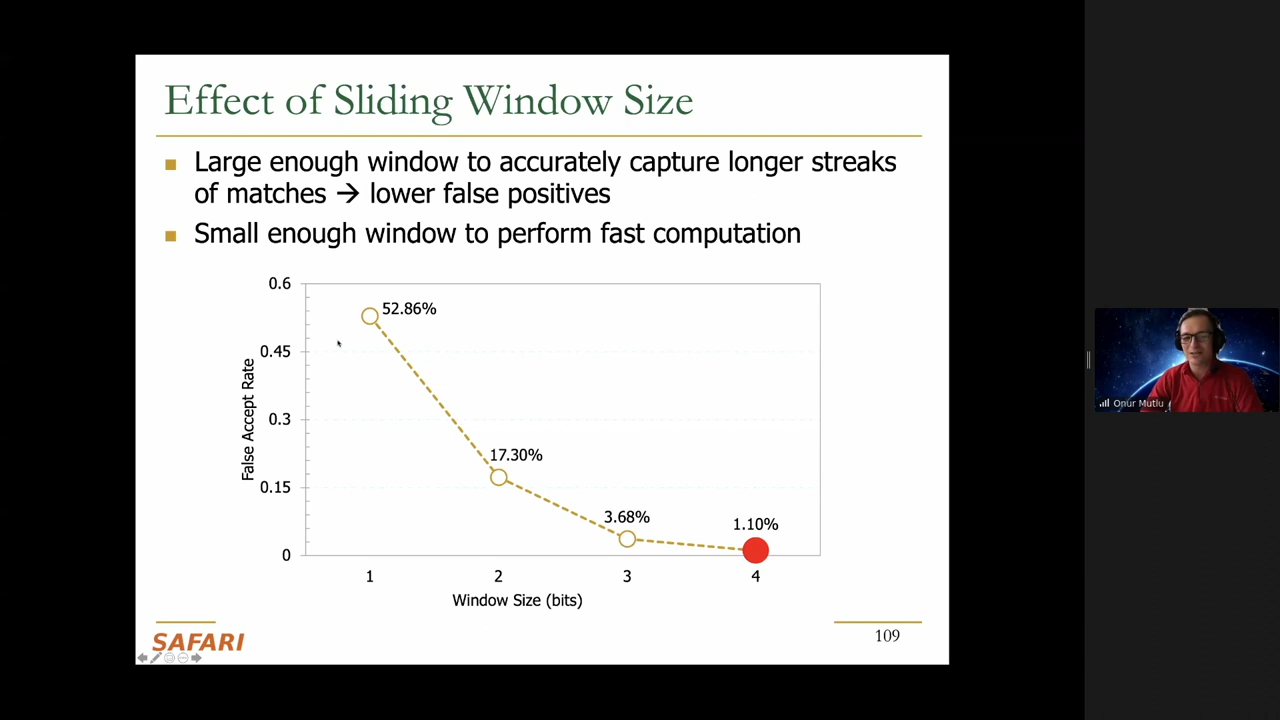 Effect of Sliding Window Size
Large enough window to accurately capture longer streaks
of matches → lower false positives
Small enough window to perform fast computation
0.6
0.45
0.3
0.15
0
False Accept Rate
52.86%
17.30%
3.68%
1.10%
1 2 3 4
Window Size (bits)
SAFARI
109
Onur Mutlu